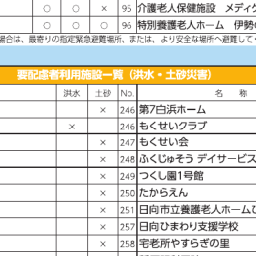 ○ ○ × 95 介護老人保健施設 メディケ
○ ○ ○ 96 特別養護老人ホーム 伊勢の
場合は、最寄りの指定緊急避難場所、または、より安全な場所へ避難して
要配慮者利用施設一覧（洪水・土砂災害）
洪水 土砂 No. 名 称
× 246 第7白浜ホーム
× 246 もくせいクラブ
× 247 もくせい会
× 248 ふくじゅそう デイサービス
× 249 つくし園1号館
× 250 たからえん
× 251 日向市立養護老人ホームひ
× 257 日向ひまわり支援学校
× 258 宅老所やすらぎの里